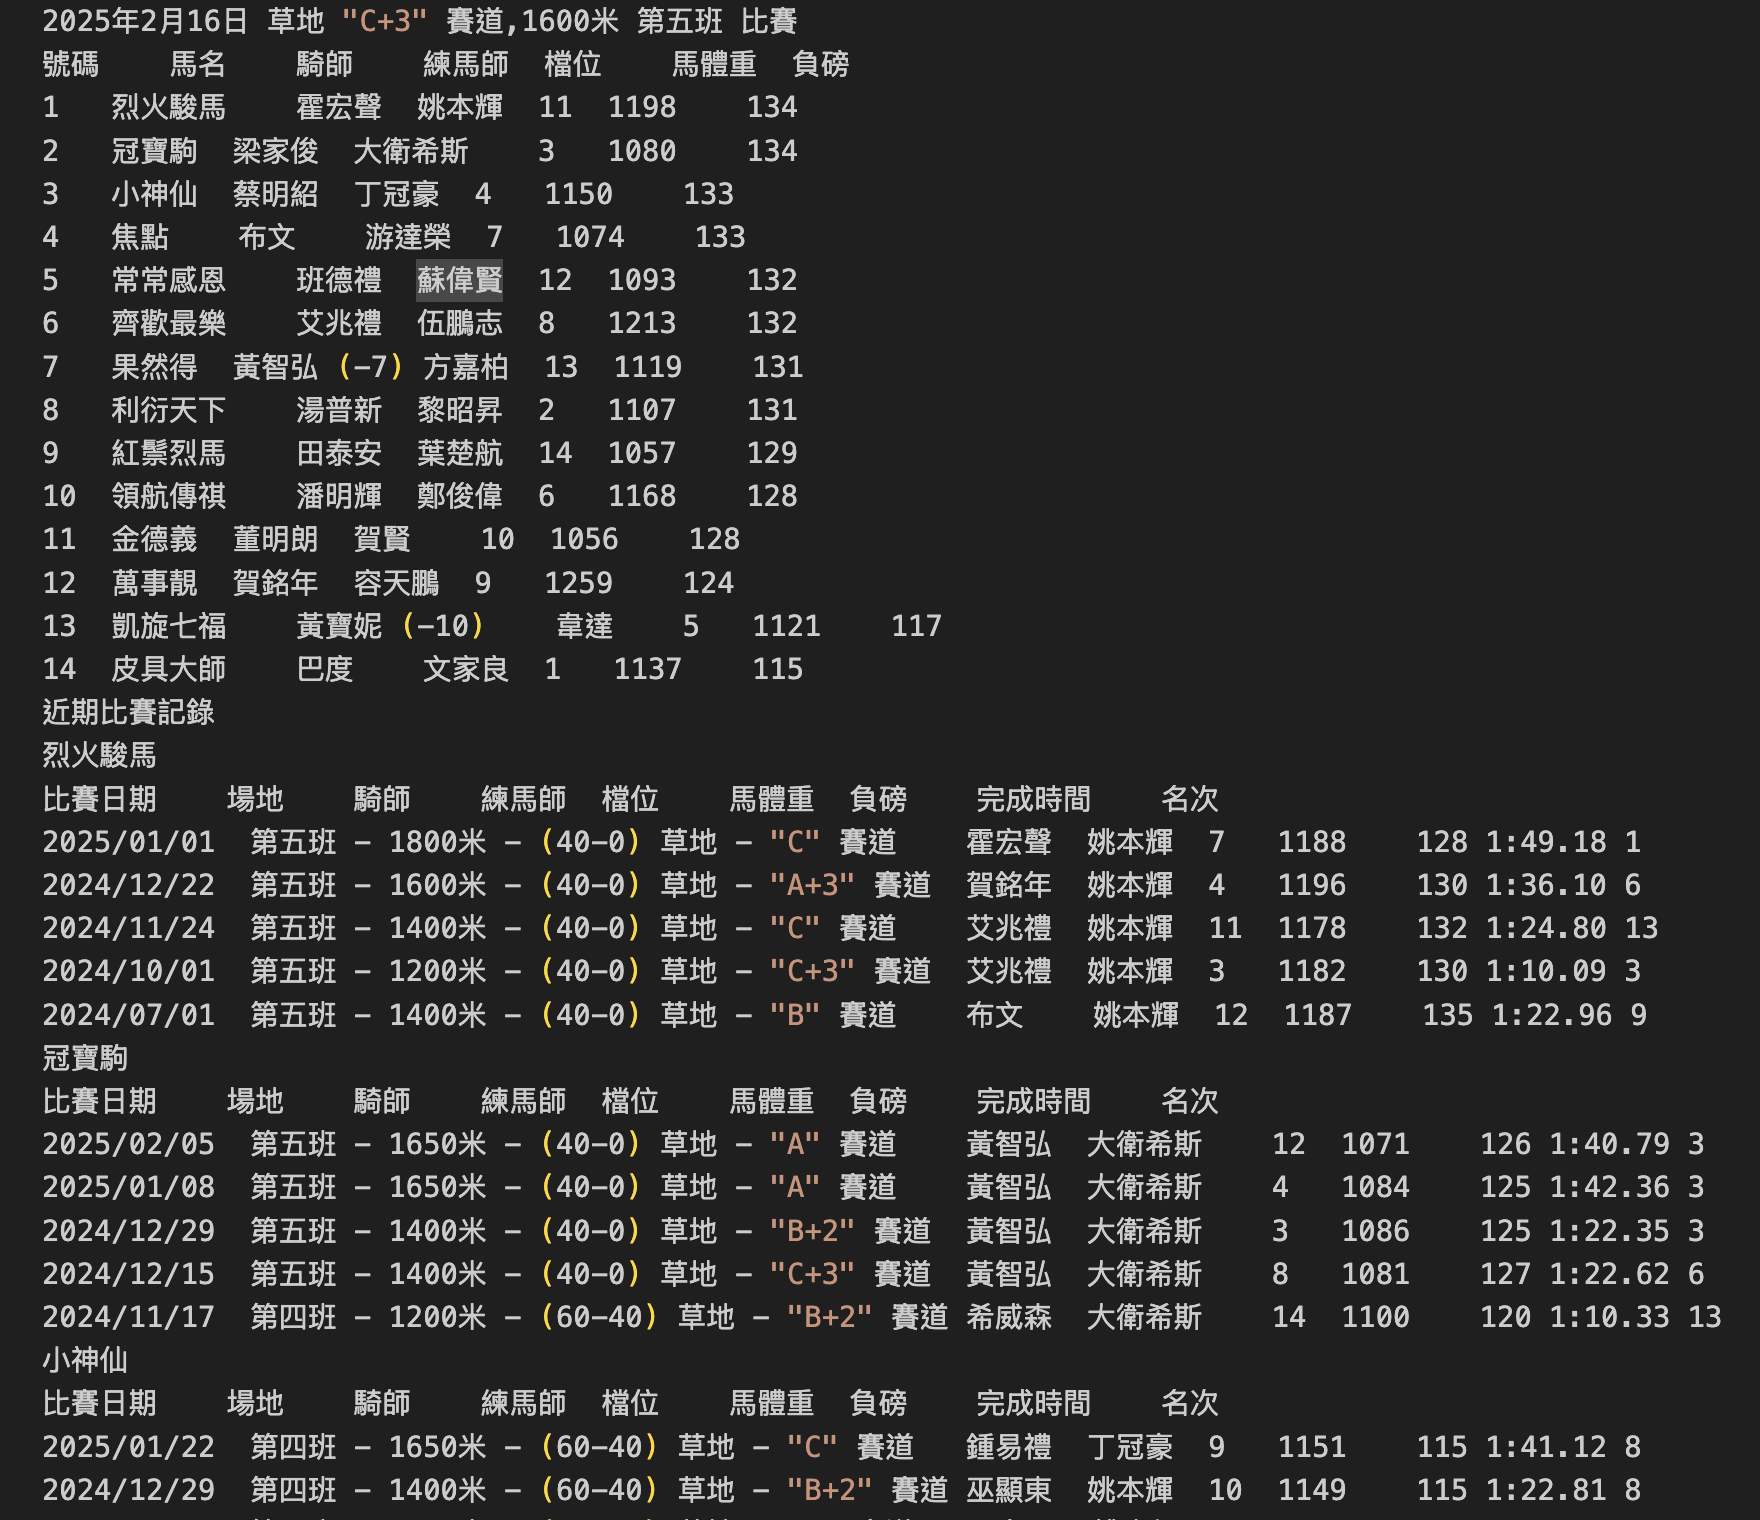 2025年2月16日 草地 "C+3" 賽道,1600米 第五班 比賽
號碼 馬名 騎師 練馬師 檔位 馬體重 負磅
1 烈火駿馬 霍宏聲 姚本輝 11 1198 134
2 冠寶駒 梁家俊 大衛希斯 3 1080 134
3 小神仙 蔡明紹 丁冠豪 4 1150 133
4 焦點 布文 游達榮 7 1074 133
5 常常感恩 班德禮 蘇偉賢 12 1093 132
6 齊歡最樂 艾兆禮 伍鵬志 8 1213 132
7 果然得 黃智弘 (-7) 方嘉柏 13 1119 131
8 利衍天下 湯普新 黎昭昇 2 1107 131
9 紅鬃烈馬 田泰安 葉楚航 14 1057 129
10 領航傳祺 潘明輝 鄭俊偉 6 1168 128
11 金德義 董明朗 賀賢 10 1056 128
12 萬事靚 賀銘年 容天鵬 9 1259 124
13 凱旋七福 黃寶妮 (-10) 韋達 5 1121 117
14 皮具大師 巴度 文家良 1 1137 115
近期比賽記錄
烈火駿馬
比賽日期 場地 騎師 練馬師 檔位 馬體重 負磅 完成時間 名次
2025/01/01 第五班 - 1800米 - (40-0) 草地 - "C" 賽道 霍宏聲 姚本輝 7 1188 128 1:49.18 1
2024/12/22 第五班 - 1600米 - (40-0) 草地 - "A+3" 賽道 賀銘年 姚本輝 4 1196 130 1:36.10 6
2024/11/24 第五班 - 1400米 - (40-0) 草地 - "C" 賽道 艾兆禮 姚本輝 11 1178 132 1:24.80 13
2024/10/01 第五班 - 1200米 - (40-0) 草地 - "C+3" 賽道 艾兆禮 姚本輝 3 1182 130 1:10.09 3
2024/07/01 第五班 - 1400米 - (40-0) 草地 - "B" 賽道 布文 姚本輝 12 1187 135 1:22.96 9
冠寶駒
比賽日期 場地 騎師 練馬師 檔位 馬體重 負磅 完成時間 名次
2025/02/05 第五班 - 1650米 - (40-0) 草地 - "A" 賽道 黃智弘 大衛希斯 12 1071 126 1:40.79 3
2025/01/08 第五班 - 1650米 - (40-0) 草地 - "A" 賽道 黃智弘 大衛希斯 4 1084 125 1:42.36 3
2024/12/29 第五班 - 1400米 - (40-0) 草地 - "B+2" 賽道 黃智弘 大衛希斯 3 1086 125 1:22.35 3
2024/12/15 第五班 - 1400米 - (40-0) 草地 - "C+3" 賽道 黃智弘 大衛希斯 8 1081 127 1:22.62 6
2024/11/17 第四班 - 1200米 - (60-40) 草地 - "B+2" 賽道 希威森 大衛希斯 14 1100 120 1:10.33 13
小神仙
比賽日期 場地 騎師 練馬師 檔位 馬體重 負磅 完成時間 名次
2025/01/22 第四班 - 1650米 - (60-40) 草地 - "C" 賽道 鍾易禮 丁冠豪 9 1151 115 1:41.12 8
2024/12/29 第四班 - 1400米 - (60-40) 草地 - "B+2" 賽道 巫顯東 姚本輝 10 1149 115 1:22.81 8